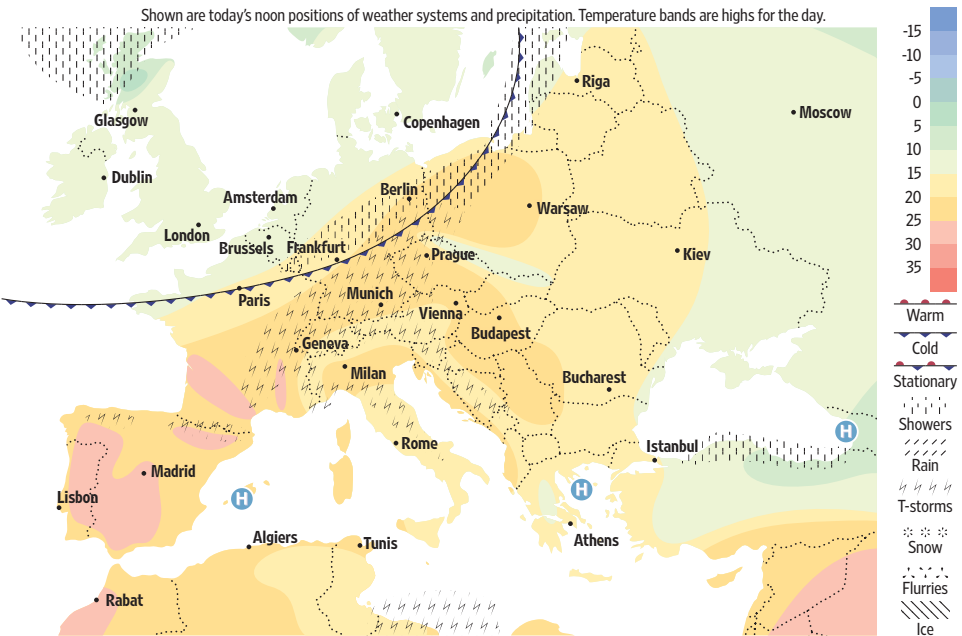 Shown are today's noon positions of weather systems and precipitation. Temperature bands are highs for the day.
-15
-10
-5
0
5
10
15
20
25
30
35
Warm
Cold
Stationary
Showers
Rain
T-storms
Snow
Flurries
Ice
Riga
Moscow
Glasgow
Copenhagen
Dublin
Berlin
Amsterdam
Warsaw
London
Brussels
Frankfurt
Prague
Kiev
Paris
Munich
Vienna
Budapest
Geneva
Milan
Bucharest
Rome
Istanbul
H
Madrid
Lisbon
H
H
Athens
Algiers
Tunis
Rabat